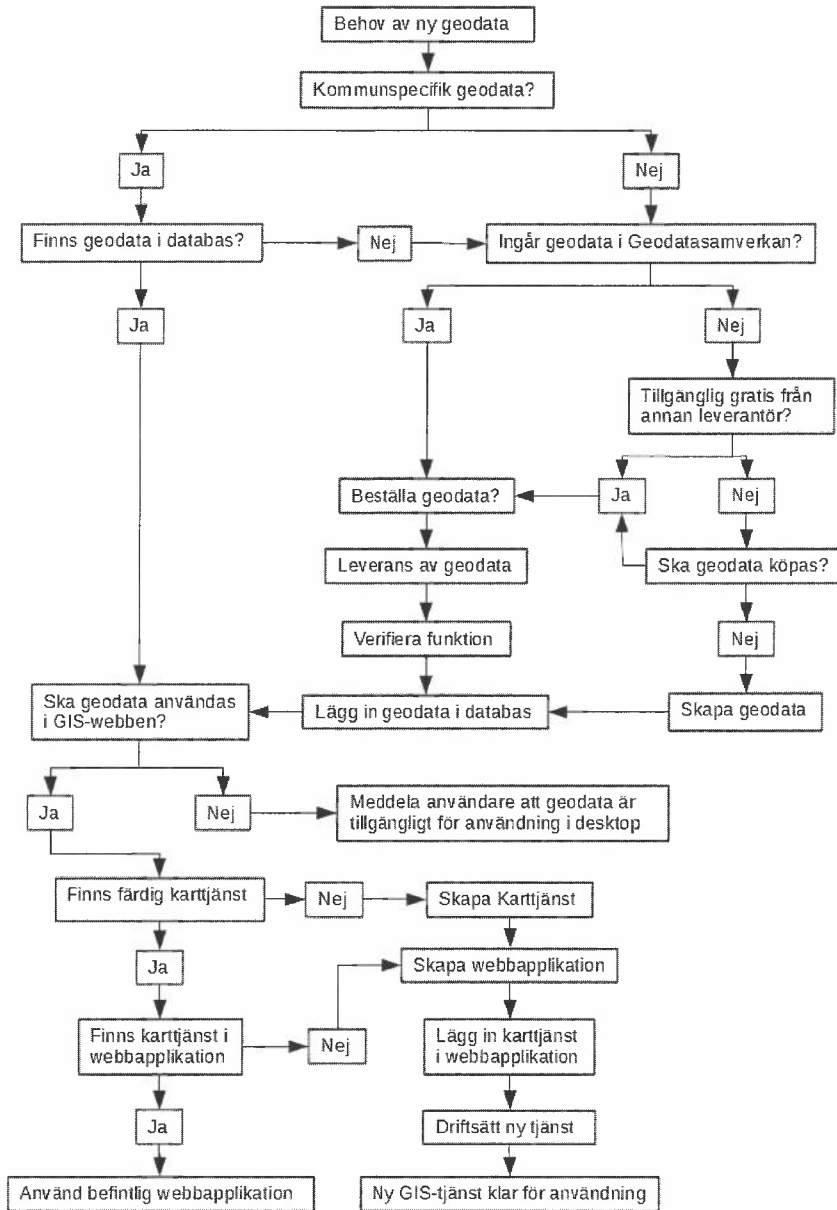 Behov av ny geodata
Kommunspecifik geodata?
Ja
Nej
Finns geodata i databas?
Nej
Ingår geodata i Geodatasamverkan?
Ja
Ja
Nej
Tillgänglig gratis från
annan leverantör?
Beställa geodata?
Ja
Nej
Leverans av geodata
Ska geodata köpas?
Verifiera funktion
Nej
Ska geodata användas
i GIS-webben?
Lägg in geodata i databas
Skapa geodata
Ja
Nej
Meddela användare att geodata är
tillgängligt för användning i desktop
Finns färdig karttjänst
Nej
Skapa Karttjänst
Ja
Skapa webbapplikation
Finns karttjänst i
webbapplikation
Nej
Lägg in karttjänst
i webbapplikation
Ja
Driftsätt ny tjänst
Använd befintlig webbapplikation
Ny GIS-tjänst klar för användning